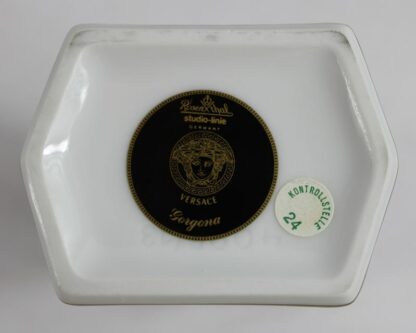 Rosenthal
studio-linie
GERMANY
VERSACE
Gorgona
KONTROLLSTELLE
24